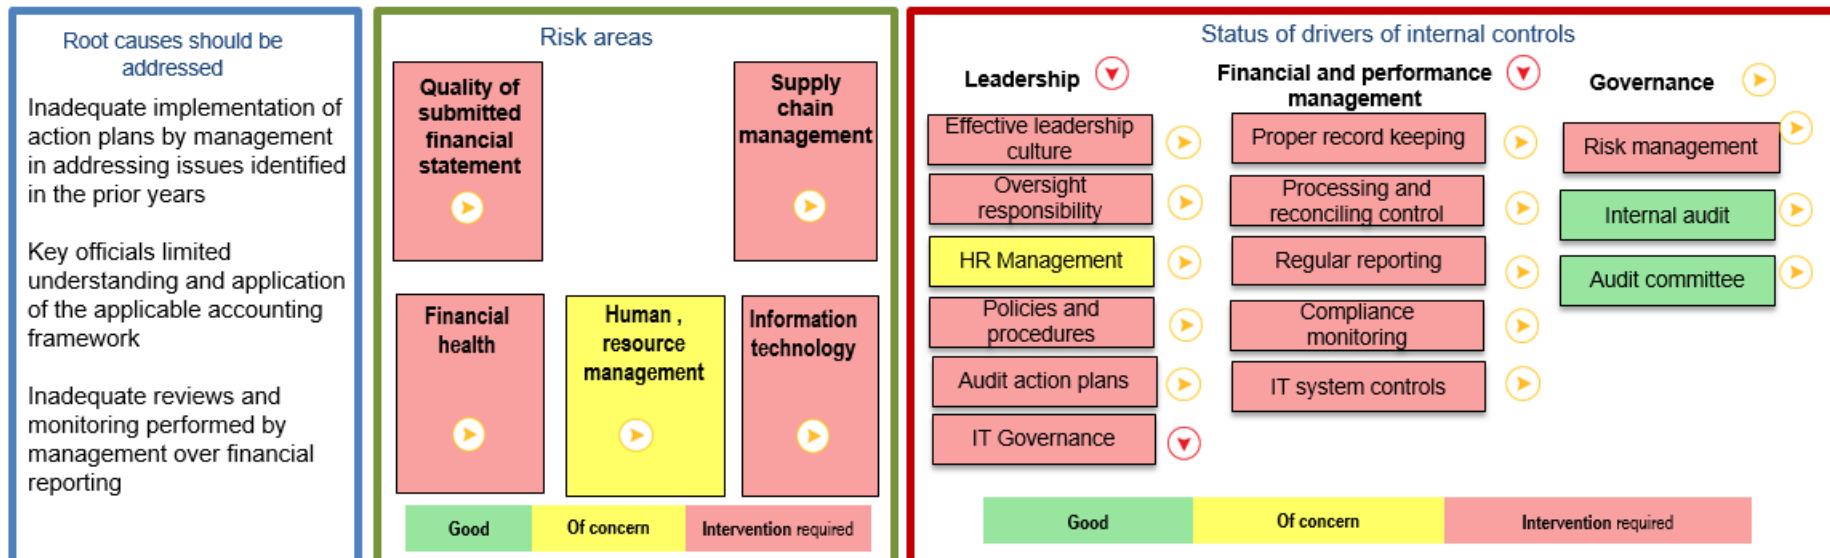 Root causes should be
addressed
Inadequate implementation of
action plans by management
in addressing issues identified
in the prior years
Key officials limited
understanding and application
of the applicable accounting
framework
Inadequate reviews and
monitoring performed by
management over financial
reporting
Risk areas
Quality of
submitted
financial
statement
Supply
chain
management
Financial
health
Human ,
resource
management
Information
technology
Good
Of concern
Intervention required
Status of drivers of internal controls
Leadership
Effective leadership
culture
Oversight
responsibility
HR Management
Policies and
procedures
Audit action plans
IT Governance
Financial and performance
management
Proper record keeping
Processing and
reconciling control
Regular reporting
Compliance
monitoring
IT system controls
Governance
Risk management
Internal audit
Audit committee
Good
Of concern
Intervention required